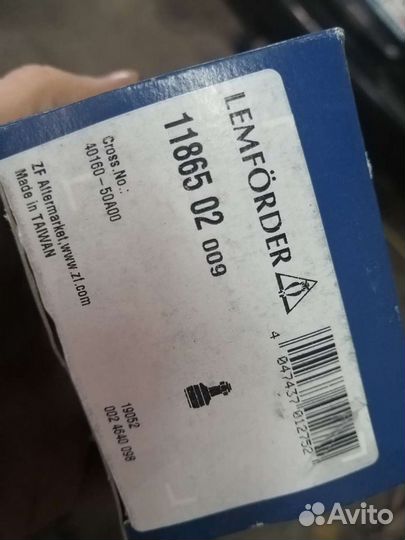 LEMFÖRDER
11865 02 009
Cross.No.:
40160-50A00
ZF Aftermarket,www.zf.com
Made in TAIWAN
4 047437 012752
19052
002 4640 098
Avito